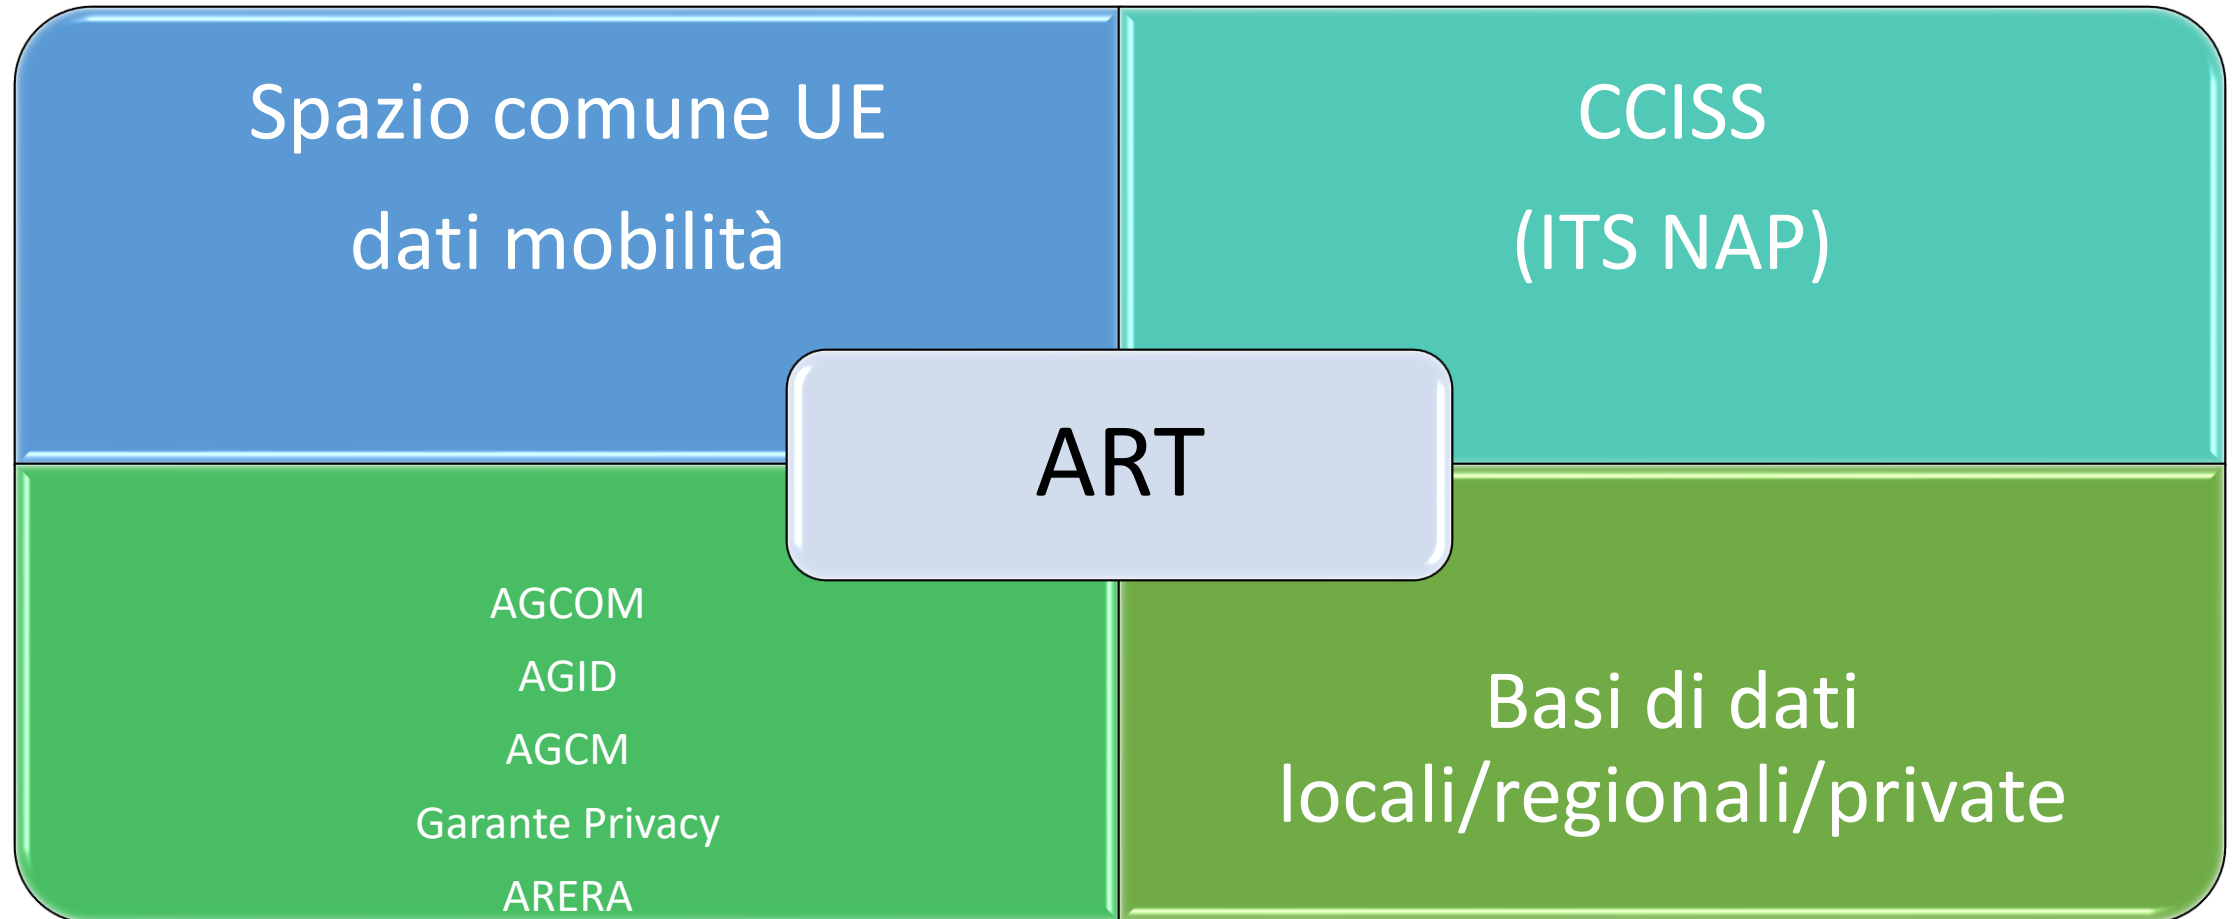 Spazio comune UE
dati mobilità
CCISS
(ITS NAP)
ART
AGCOM
AGID
AGCM
Garante Privacy
ARERA
Basi di dati
locali/regionali/private